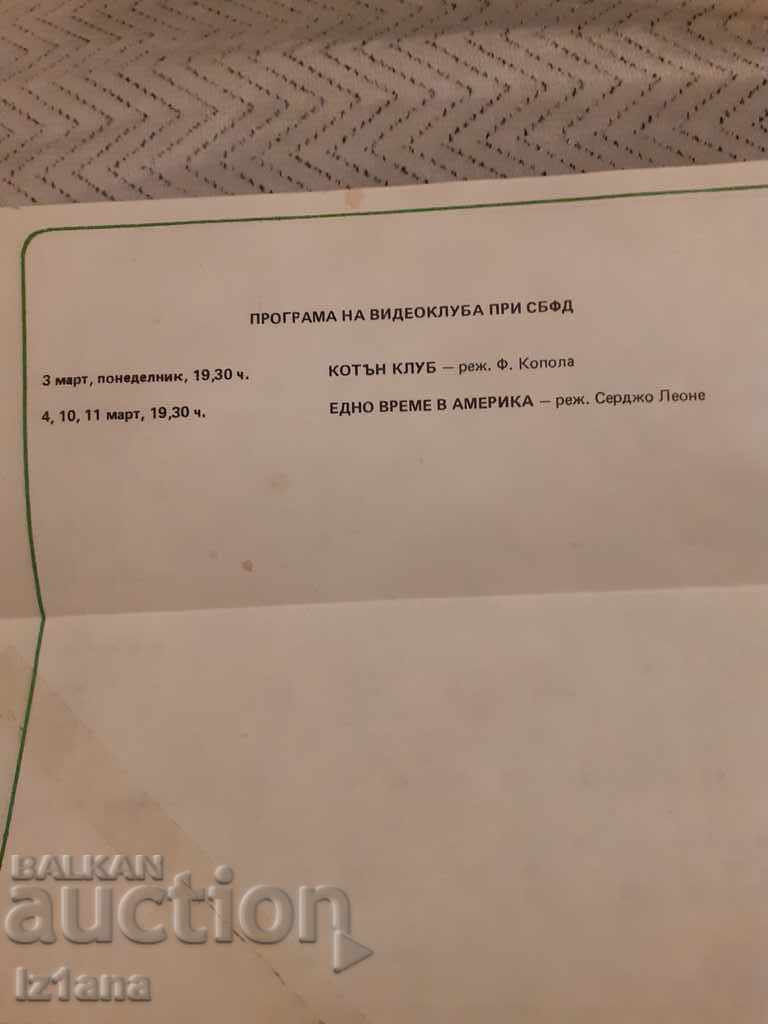 ПРОГРАМА НА ВИДЕОКЛУБА ПРИ СБФД
3 март, понеделник, 19,30 ч. КОТЪН КЛУБ — реж. Ф. Копола
4, 10, 11 март, 19,30 ч. ЕДНО ВРЕМЕ В АМЕРИКА — реж. Серджо Леоне
BALKAN
auction
iz1ana